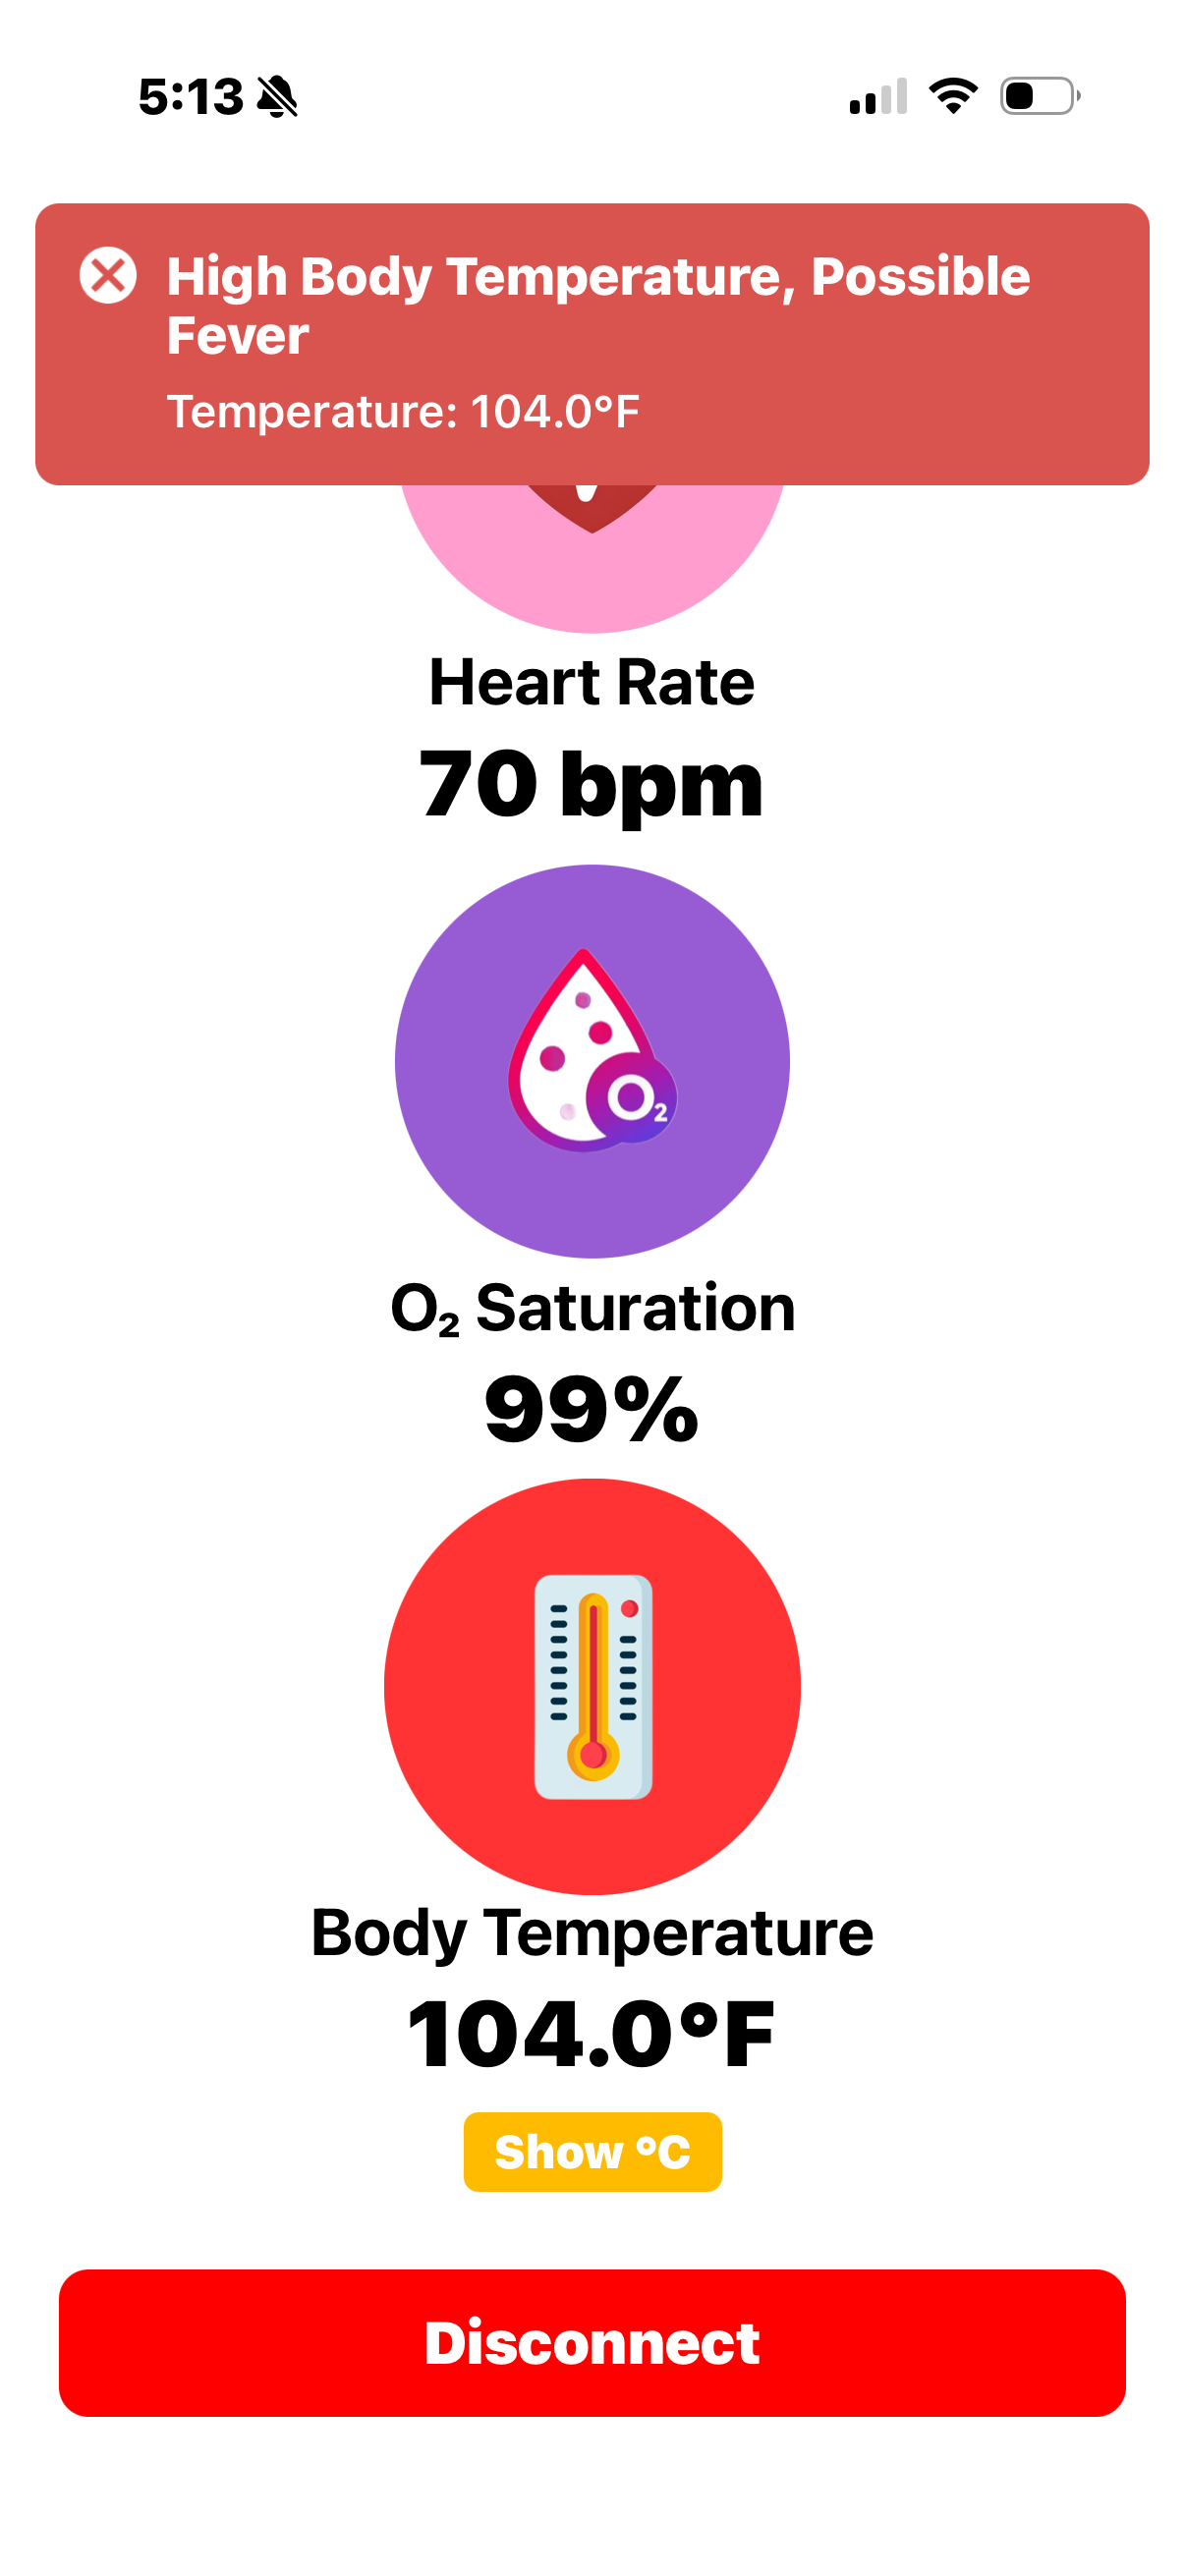 5:13
High Body Temperature, Possible
Fever
Temperature: 104.0°F
Heart Rate
70 bpm
O₂
O₂ Saturation
99%
Body Temperature
104.0°F
Show °C
Disconnect